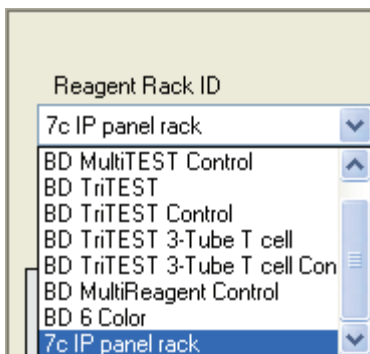 Reagent Rack ID
7c IP panel rack
BD MultiTEST Control
BD TriTEST
BD TriTEST Control
BD TriTEST 3-Tube T cell
BD TriTEST 3-Tube T cell Con
BD MultiReagent Control
BD 6 Color
7c IP panel rack